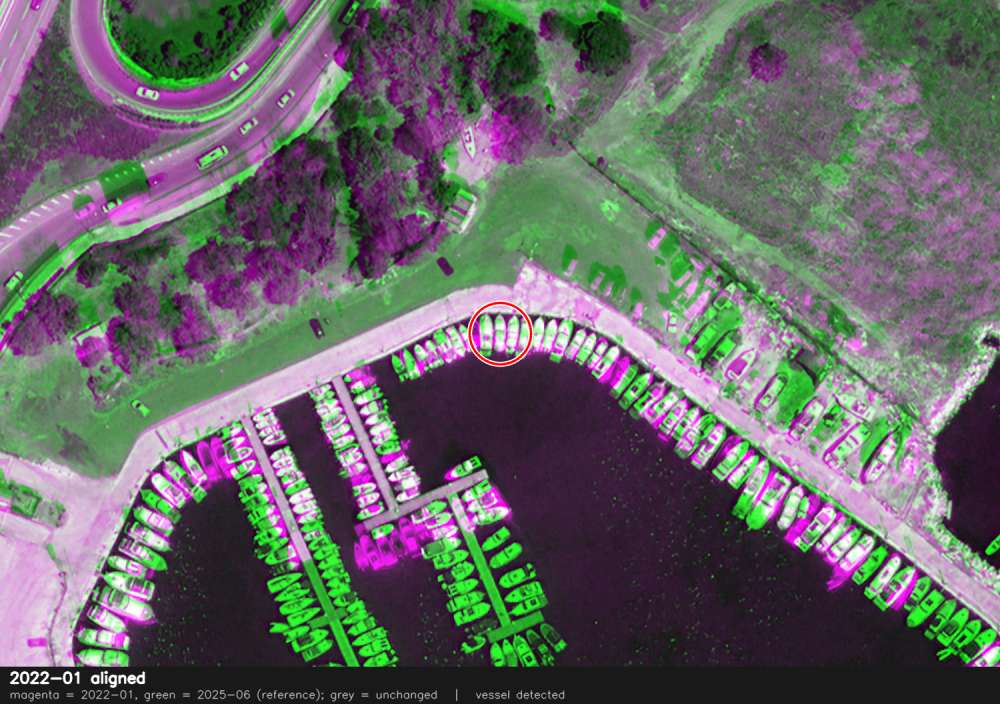 2022-01 aligned
magenta = 2022-01, green = 2025-06 (reference); grey = unchanged | vessel detected